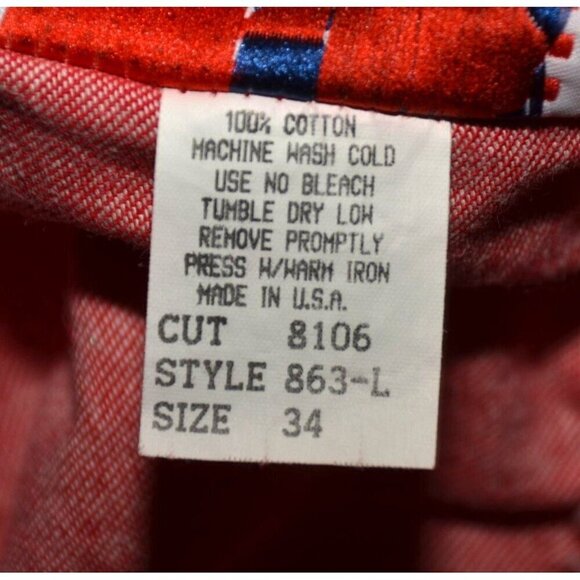 100% COTTON
MACHINE WASH COLD
USE NO BLEACH
TUMBLE DRY LOW
REMOVE PROMPTLY
PRESS W/WARM IRON
MADE IN U.S.A.
CUT 8106
STYLE 863-L
SIZE 34